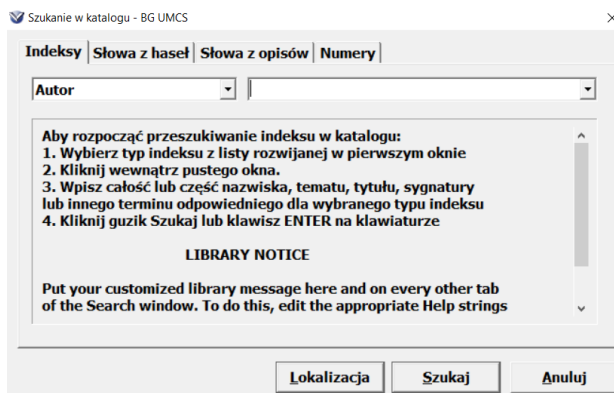 Szukanie w katalogu - BG UMCS
Indeksy Słowa z haseł Słowa z opisów Numery
Autor
Aby rozpocząć przeszukiwanie indeksu w katalogu:
1. Wybierz typ indeksu z listy rozwijanej w pierwszym oknie
2. Kliknij wewnątrz pustego okna.
3. Wpisz całość lub część nazwiska, tematu, tytułu, sygnatury
lub innego terminu odpowiedniego dla wybranego typu indeksu
4. Kliknij guzik Szukaj lub klawisz ENTER na klawiaturze
LIBRARY NOTICE
Put your customized library message here and on every other tab
of the Search window. To do this, edit the appropriate Help strings
Lokalizacja Szukaj Anuluj